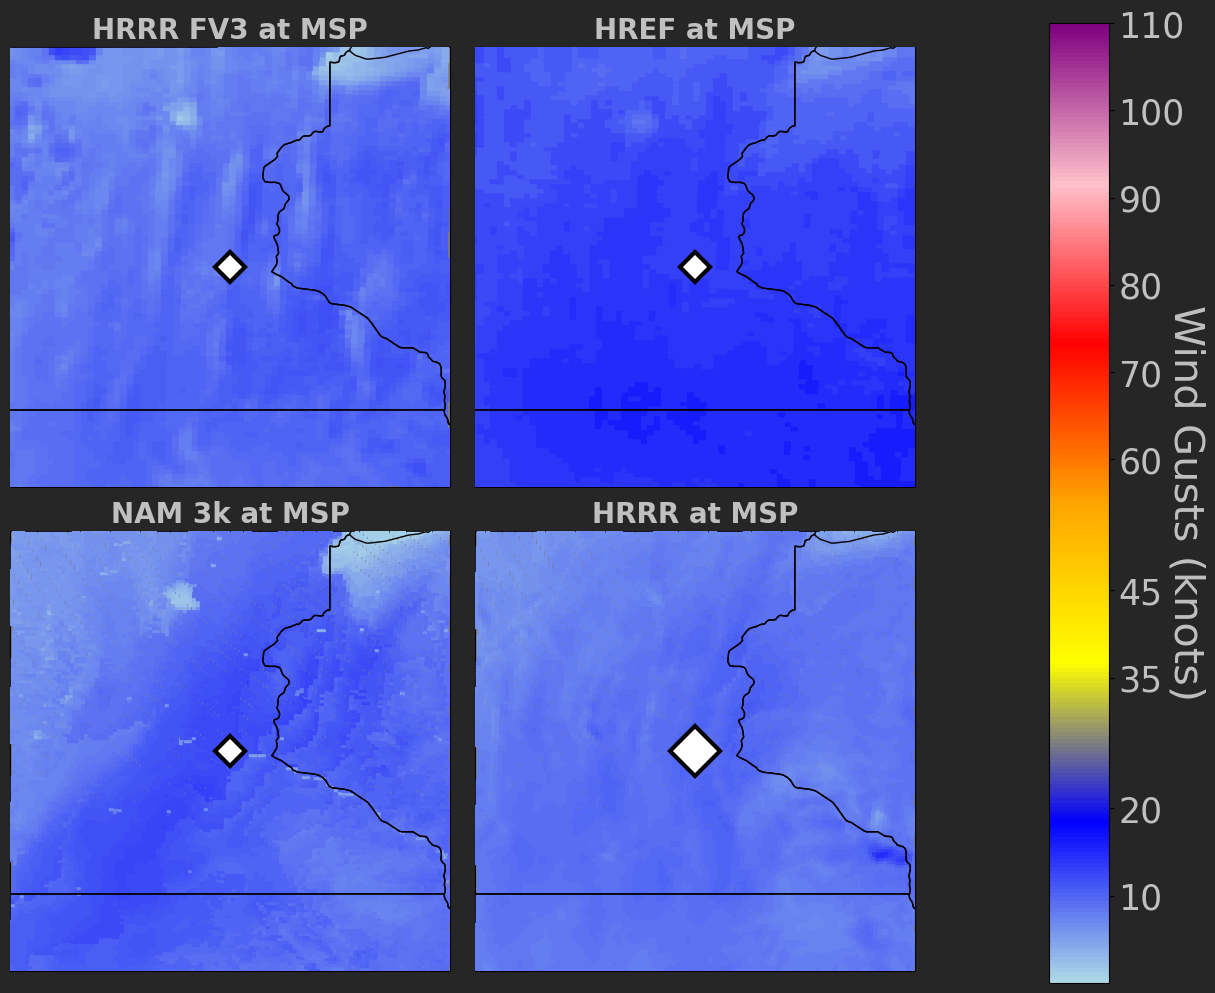 HRRR FV3 at MSP
HREF at MSP
NAM 3k at MSP
HRRR at MSP
110
100
90
80
70
60
45
35
20
10
Wind Gusts (knots)